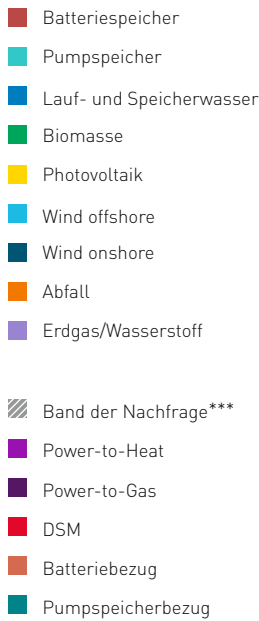 Batteriespeicher
Pumpspeicher
Lauf- und Speicherwasser
Biomasse
Photovoltaik
Wind offshore
Wind onshore
Abfall
Erdgas/Wasserstoff
Band der Nachfrage***
Power-to-Heat
Power-to-Gas
DSM
Batteriebezug
Pumpspeicherbezug